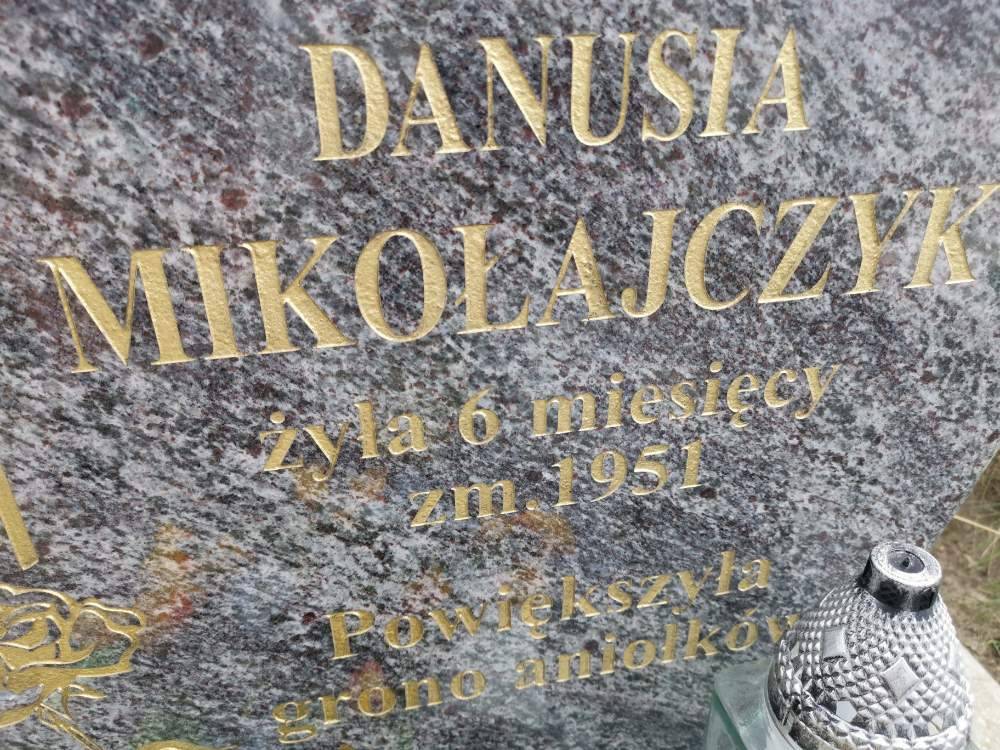 DANUSIA
MIKOŁAJCZYK
żyła 6 miesięcy
zm.1951
Powiększyła
grono aniołków